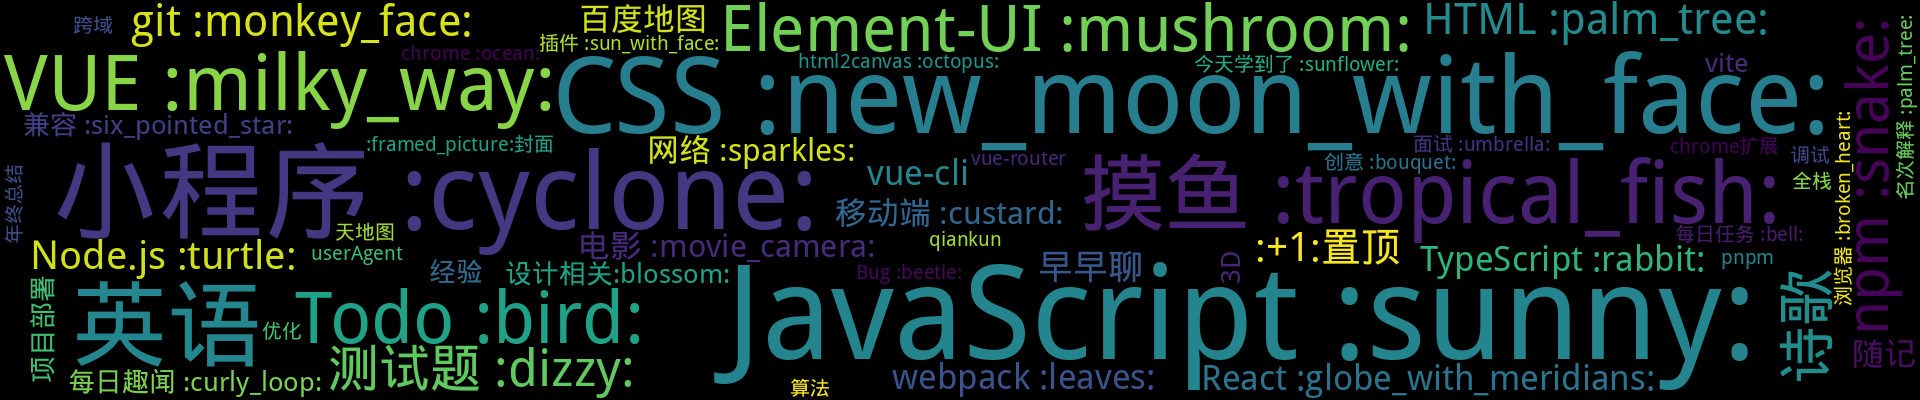 跨域
git :monkey_face:
百度地图
Element-UI :mushroom:
HTML :palm_tree:
插件 :sun_with_face:
chrome :ocean:
VUE :milky_way:
CSS :new_moon_with_face:
html2canvas :octopus:
今天学到了 :sunflower:
vite
npm :snake:
名次解释 :palm_tree:
兼容 :six_pointed_star:
:framed_picture:封面
网络 :sparkles:
vue-router
面试 :umbrella:
chrome扩展
调试
创意 :bouquet:
vue-cli
全栈
年终总结
小程序 :cyclone:
移动端 :custard:
摸鱼 :tropical_fish:
天地图
电影 :movie_camera:
qiankun
每日任务 :bell:
浏览器 :broken_heart:
Node.js :turtle:
userAgent
:+1:置顶
TypeScript :rabbit:
pnpm
经验
设计相关:blossom:
Bug :beetle:
早早聊
3D
项目部署
英语
优化
Todo :bird:
JavaScript :sunny:
诗歌
随记
每日趣闻 :curly_loop:
测试题 :dizzy:
算法
webpack :leaves:
React :globe_with_meridians: